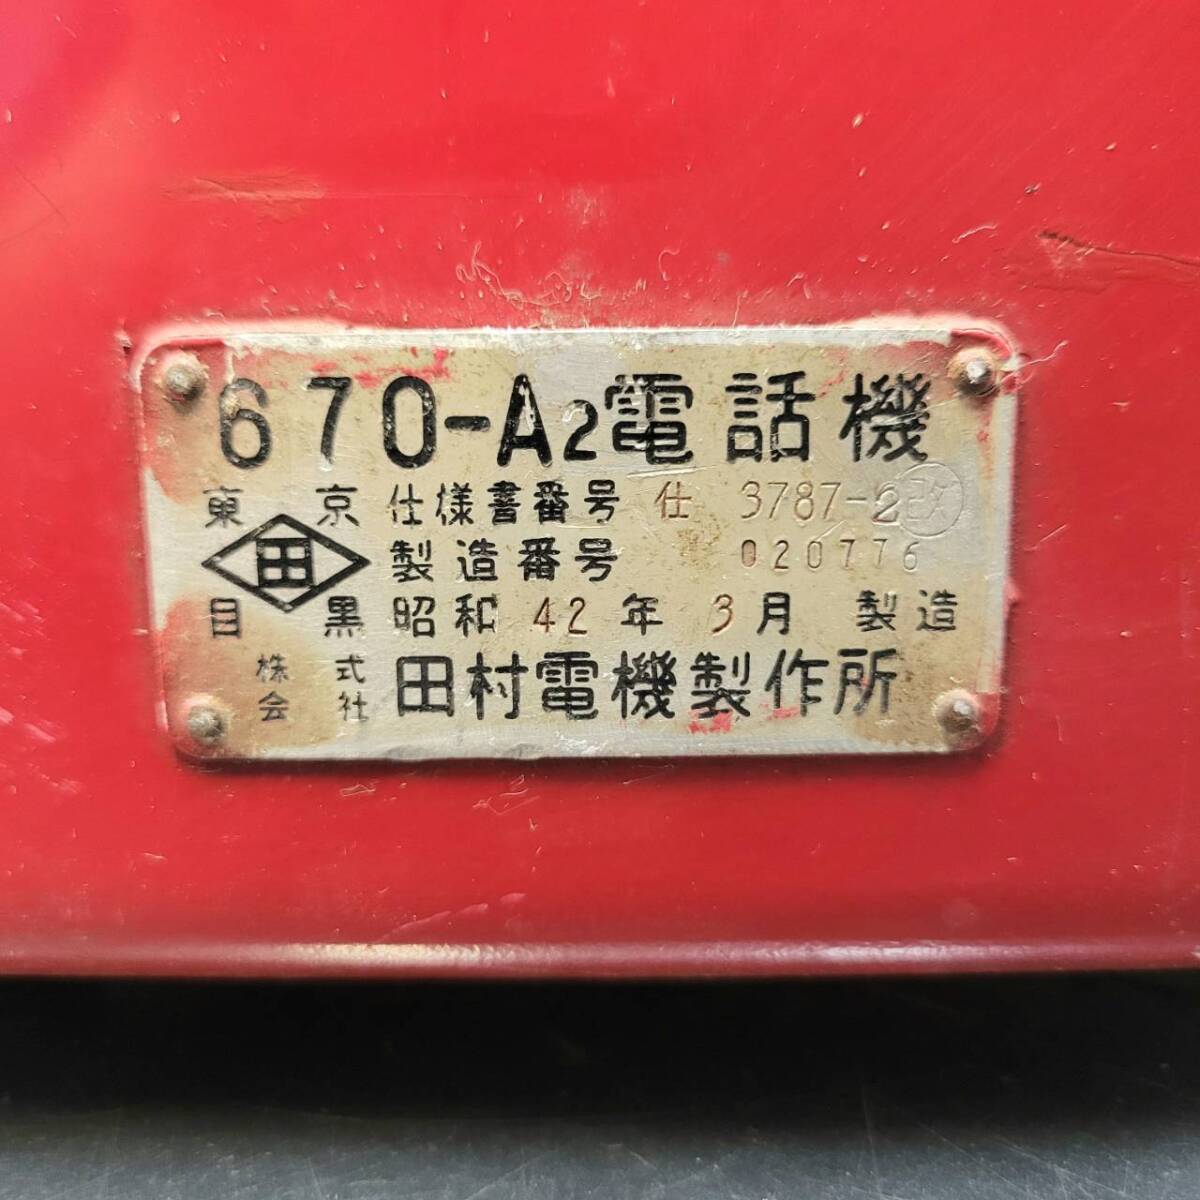 670-A2電話機
東京 仕様書番号 仕 3787-2改
田 製造番号 020776
目黒 昭和 42 年 3 月 製造
株式会社 田村電機製作所